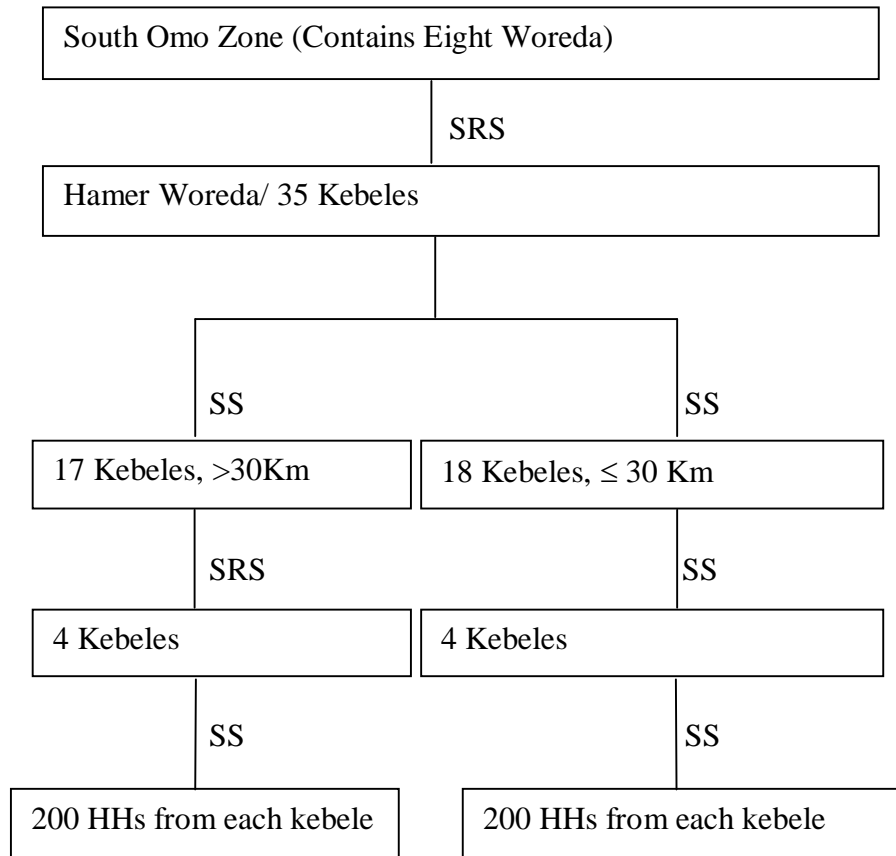 South Omo Zone (Contains Eight Woreda)
SRS
Hamer Woreda/ 35 Kebeles
SS
SS
17 Kebeles, >30Km
18 Kebeles, ≤ 30 Km
SRS
SS
4 Kebeles
4 Kebeles
SS
SS
200 HHs from each kebele
200 HHs from each kebele